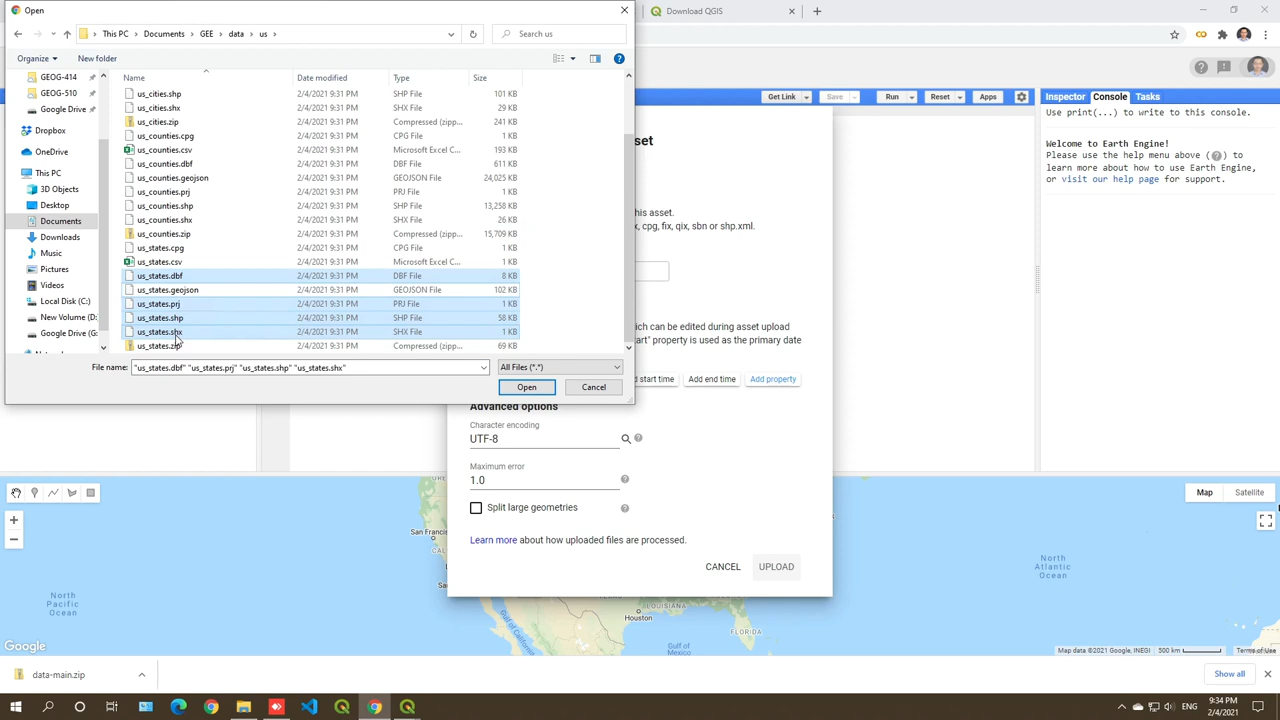 Open
Download QGIS
This PC
Documents
GEE
data
us
Search us
Organize
New folder
Name
Date modified
Type
Size
us_cities.shp 2/4/2021 9:31 PM SHP File 101 KB
us_cities.shx 2/4/2021 9:31 PM SHX File 29 KB
us_cities.zip 2/4/2021 9:31 PM Compressed (zipp... 241 KB
us_counties.cpg 2/4/2021 9:31 PM CPG File 1 KB
us_counties.csv 2/4/2021 9:31 PM Microsoft Excel C... 193 KB
us_counties.dbf 2/4/2021 9:31 PM DBF File 611 KB
us_counties.geojson 2/4/2021 9:31 PM GEOJSON File 24,025 KB
us_counties.prj 2/4/2021 9:31 PM PRJ File 1 KB
us_counties.shp 2/4/2021 9:31 PM SHP File 13,258 KB
us_counties.shx 2/4/2021 9:31 PM SHX File 26 KB
us_counties.zip 2/4/2021 9:31 PM Compressed (zipp... 15,709 KB
us_states.cpg 2/4/2021 9:31 PM CPG File 1 KB
us_states.csv 2/4/2021 9:31 PM Microsoft Excel C... 1 KB
us_states.dbf 2/4/2021 9:31 PM DBF File 8 KB
us_states.geojson 2/4/2021 9:31 PM GEOJSON File 102 KB
us_states.prj 2/4/2021 9:31 PM PRJ File 1 KB
us_states.shp 2/4/2021 9:31 PM SHP File 58 KB
us_states.shx 2/4/2021 9:31 PM SHX File 1 KB
us_states.zip 2/4/2021 9:31 PM Compressed (zipp... 69 KB
GEOG-414
GEOG-510
Google Drive
Dropbox
OneDrive
This PC
3D Objects
Desktop
Documents
Downloads
Music
Pictures
Videos
Local Disk (C:)
New Volume (D:
Google Drive (G:
File name: "us_states.dbf" "us_states.prj" "us_states.shp" "us_states.shx"
All Files (*.*)
Open
Cancel
Get Link
Save
Run
Reset
Apps
Inspector
Console
Tasks
Use print(...) to write to this console.
Welcome to Earth Engine!
Please use the help menu above (?) to
learn more about how to use Earth Engine,
or visit our help page for support.
set
his asset.
x, cpg, fix, qix, sbn or shp.xml.
hich can be edited during asset upload
art" property is used as the primary date
d start time
Add end time
Add property
Advanced options
Character encoding
UTF-8
Maximum error
1.0
Split large geometries
Learn more about how uploaded files are processed.
CANCEL
UPLOAD
Map
Satellite
San Francisco
LOUISIANA
Houston
FLORIDA
Gulf of
Mexico
Gulf of California
North
Pacific
Ocean
North
Atlantic
Ocean
Google
Map data ©2021 Google, INEGI
500 km
Terms of Use
data-main.zip
Show all
ENG
9:34 PM
2/4/2021